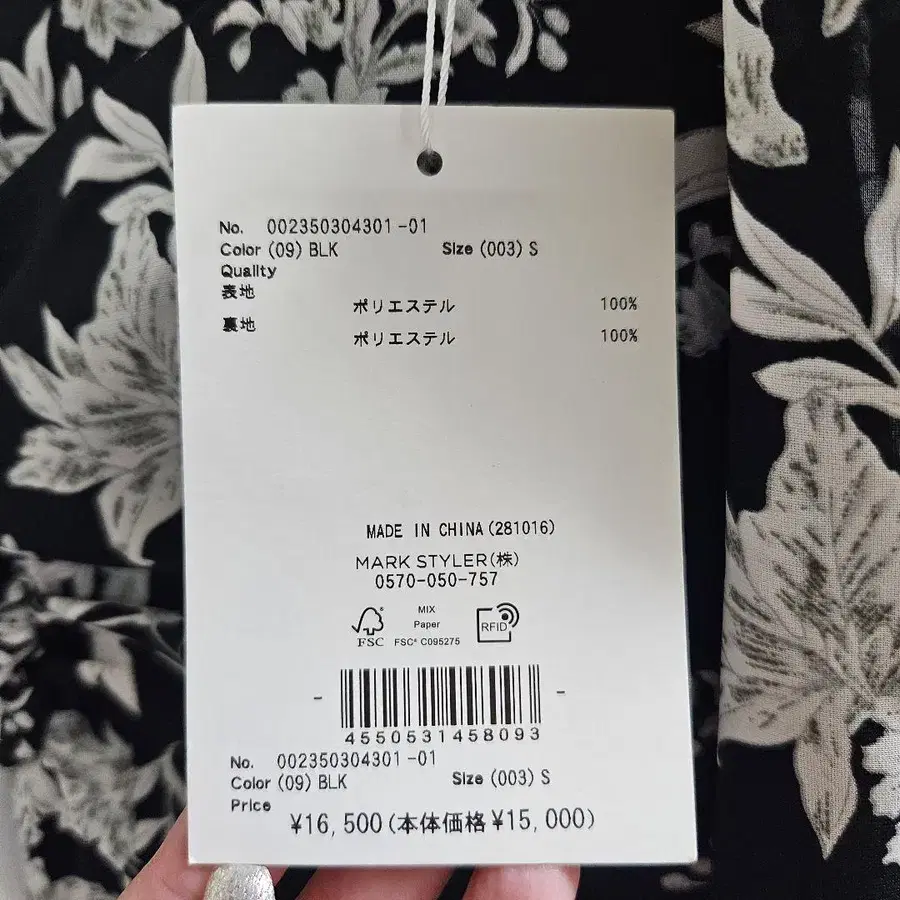 No. 002350304301-01
Color (09) BLK Size (003) S
Quality
表地
ポリエステル 100%
裏地
ポリエステル 100%
MADE IN CHINA(281016)
MARK STYLER(株)
0570-050-757
FSC
MIX
Paper
FSC® C095275
RFID
4550531458093
No. 002350304301-01
Color (09) BLK Size (003) S
Price
¥16,500(本体価格¥15,000)